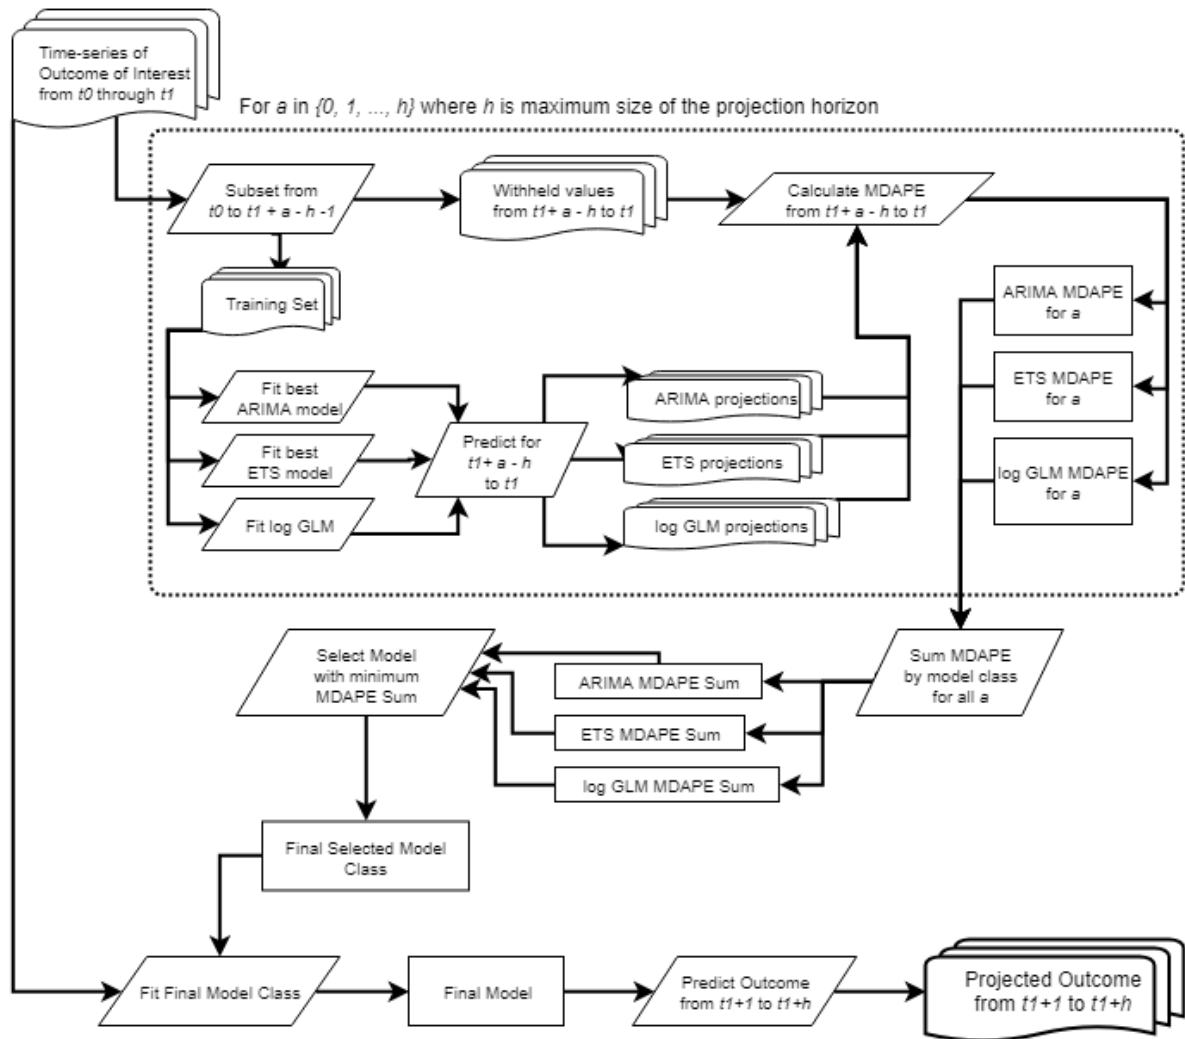 Time-series of
Outcome of Interest
from t0 through t1
For a in {0, 1, ..., h} where h is maximum size of the projection horizon
Subset from
t0 to t1 + a - h -1
Withheld values
from t1+ a - h to t1
Calculate MDAPE
from t1+ a - h to t1
Training Set
ARIMA MDAPE
for a
ETS MDAPE
for a
log GLM MDAPE
for a
Fit best
ARIMA model
Fit best
ETS model
Fit log GLM
Predict for
t1+ a - h
to t1
ARIMA projections
ETS projections
log GLM projections
Sum MDAPE
by model class
for all a
ARIMA MDAPE Sum
ETS MDAPE Sum
log GLM MDAPE Sum
Select Model
with minimum
MDAPE Sum
Final Selected Model
Class
Fit Final Model Class
Final Model
Predict Outcome
from t1+1 to t1+h
Projected Outcome
from t1+1 to t1+h